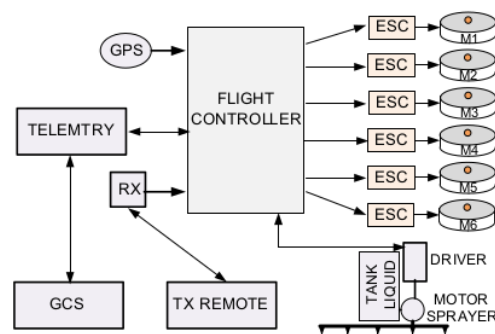 GPS
FLIGHT
CONTROLLER
ESC
M1
ESC
M2
ESC
M3
ESC
M4
ESC
M5
ESC
M6
TELEMTRY
RX
GCS
TX REMOTE
TANK
LIQUID
DRIVER
MOTOR
SPRAYER